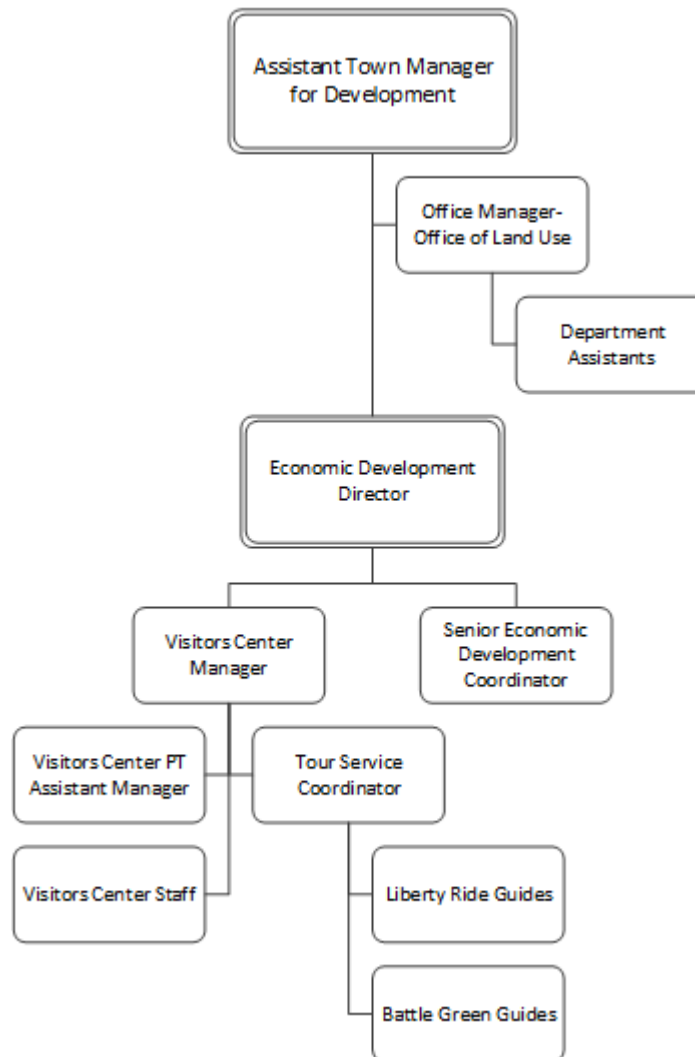 Assistant Town Manager
for Development
Office Manager-
Office of Land Use
Department
Assistants
Economic Development
Director
Visitors Center
Manager
Senior Economic
Development
Coordinator
Visitors Center PT
Assistant Manager
Tour Service
Coordinator
Visitors Center Staff
Liberty Ride Guides
Battle Green Guides